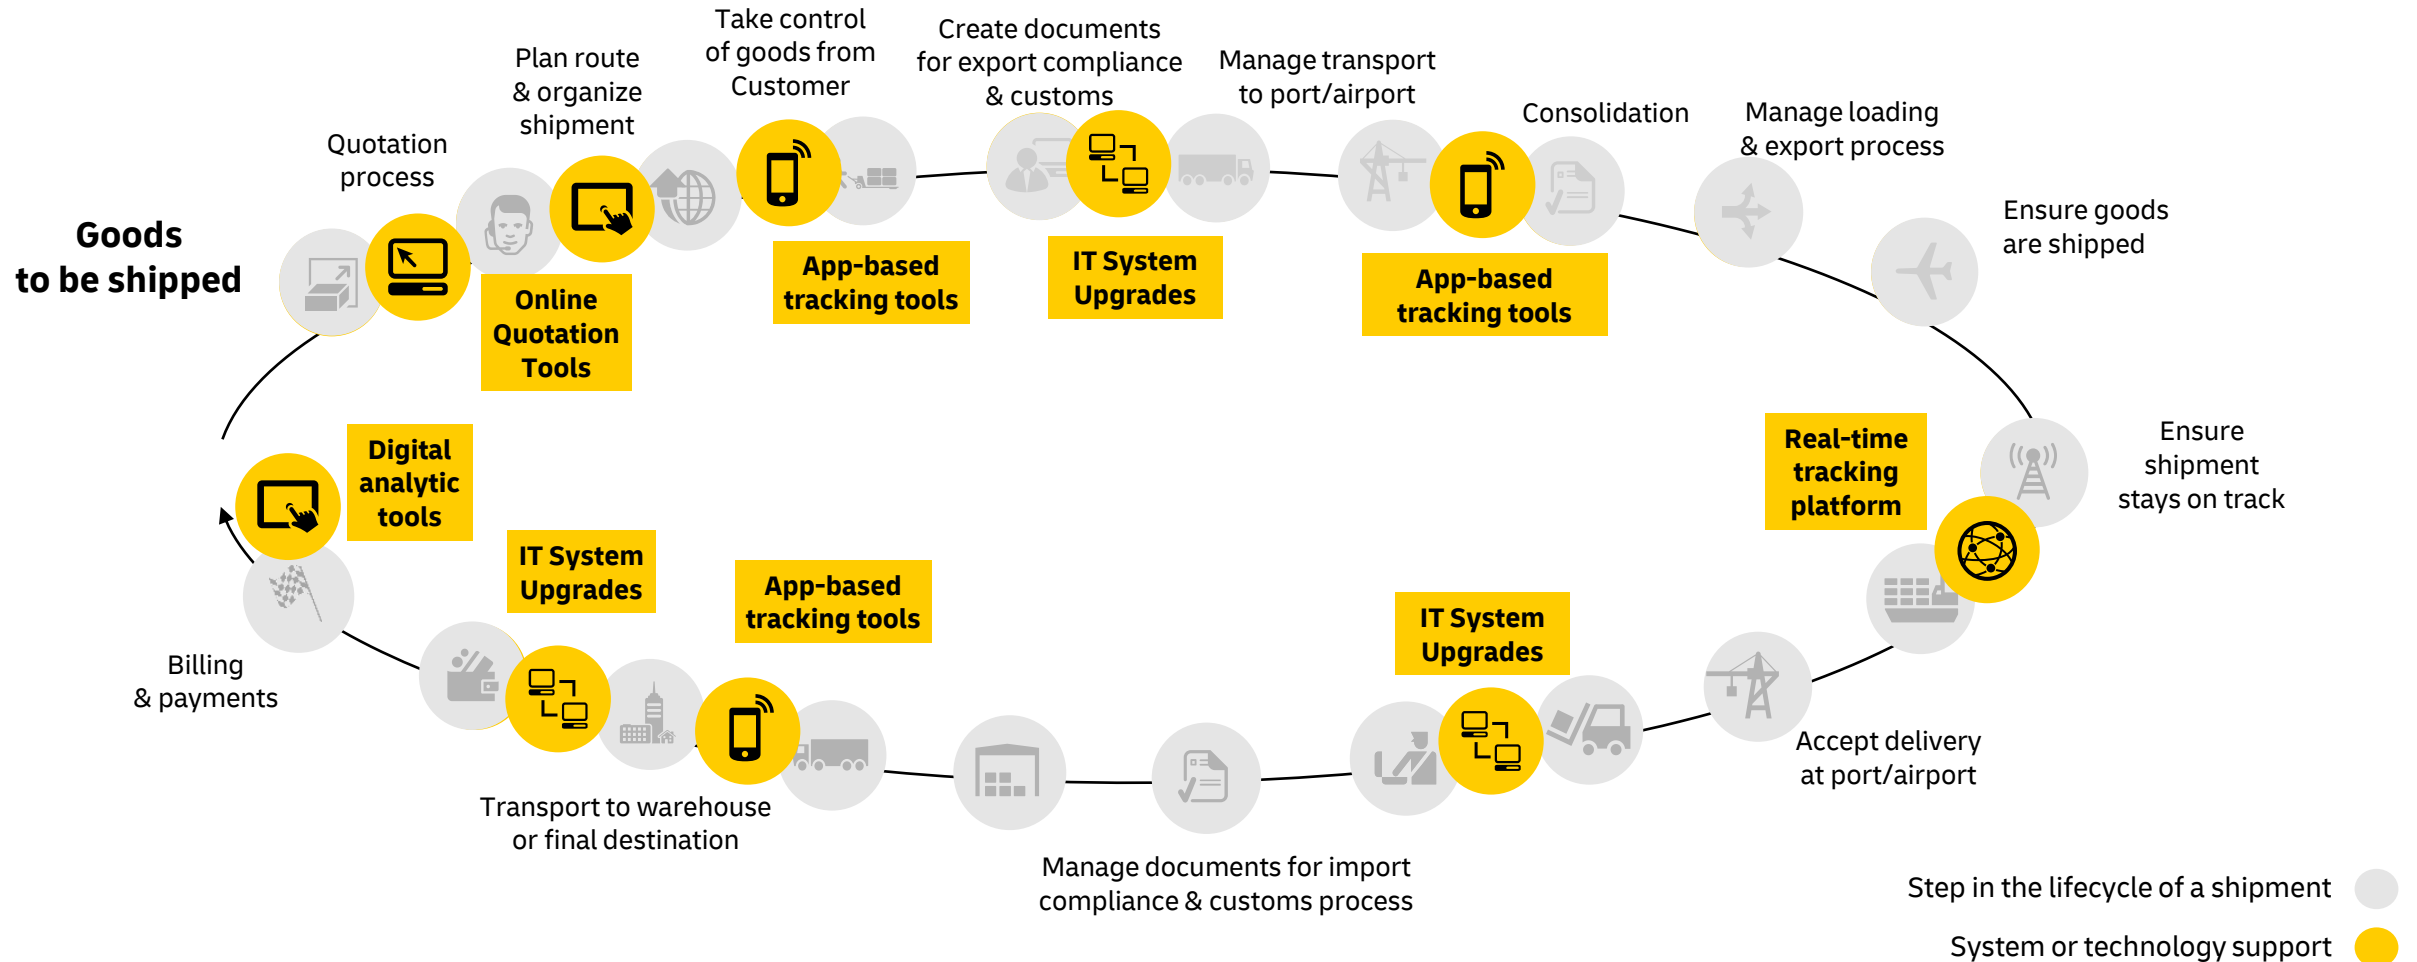 Goods
to be shipped
Quotation
process
Plan route
& organize
shipment
Take control
of goods from
Customer
Create documents
for export compliance
& customs
Manage transport
to port/airport
Consolidation
Manage loading
& export process
Ensure goods
are shipped
Ensure
shipment
stays on track
Online
Quotation
Tools
App-based
tracking tools
IT System
Upgrades
App-based
tracking tools
Real-time
tracking
platform
Accept delivery
at port/airport
IT System
Upgrades
Manage documents for import
compliance & customs process
App-based
tracking tools
Transport to warehouse
or final destination
IT System
Upgrades
Digital
analytic
tools
Billing
& payments
Step in the lifecycle of a shipment
System or technology support